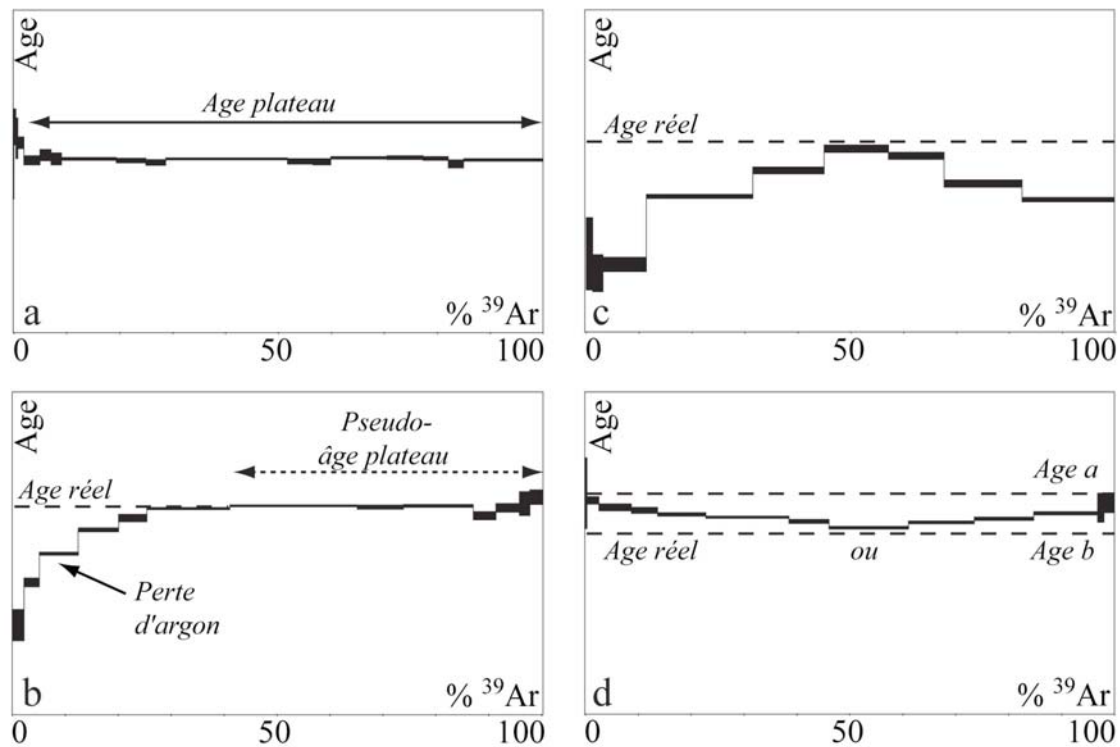 Age
Age plateau
a
% ³⁹Ar
0 50 100
Age
Age réel
c
% ³⁹Ar
0 50 100
Age
Pseudo-
âge plateau
Age réel
Perte
d'argon
b
% ³⁹Ar
0 50 100
Age
Age a
Age réel ou Age b
d
% ³⁹Ar
0 50 100